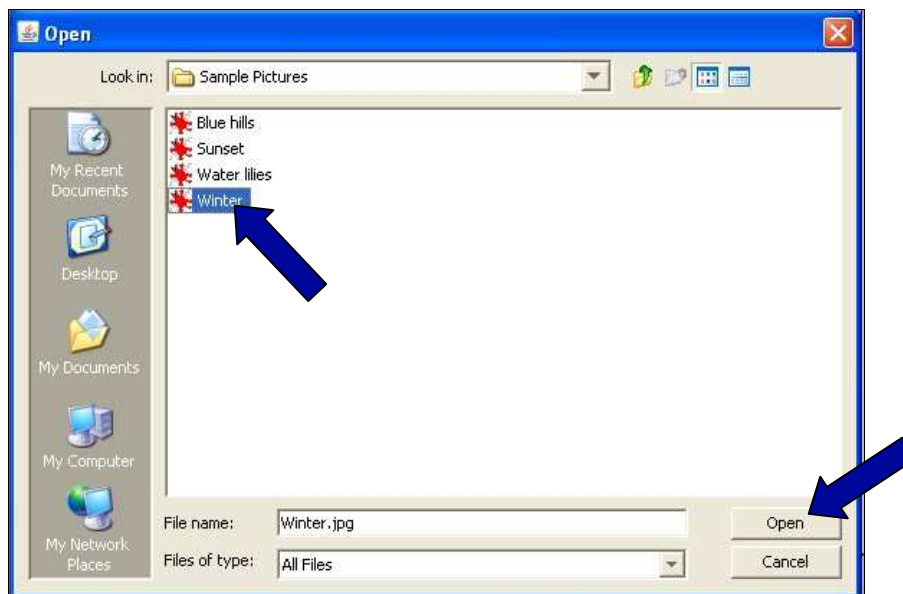 Open
Look in: Sample Pictures
Blue hills
Sunset
Water lilies
Winter
My Recent
Documents
Desktop
My Documents
My Computer
My Network
Places
File name: Winter.jpg
Open
Files of type: All Files
Cancel